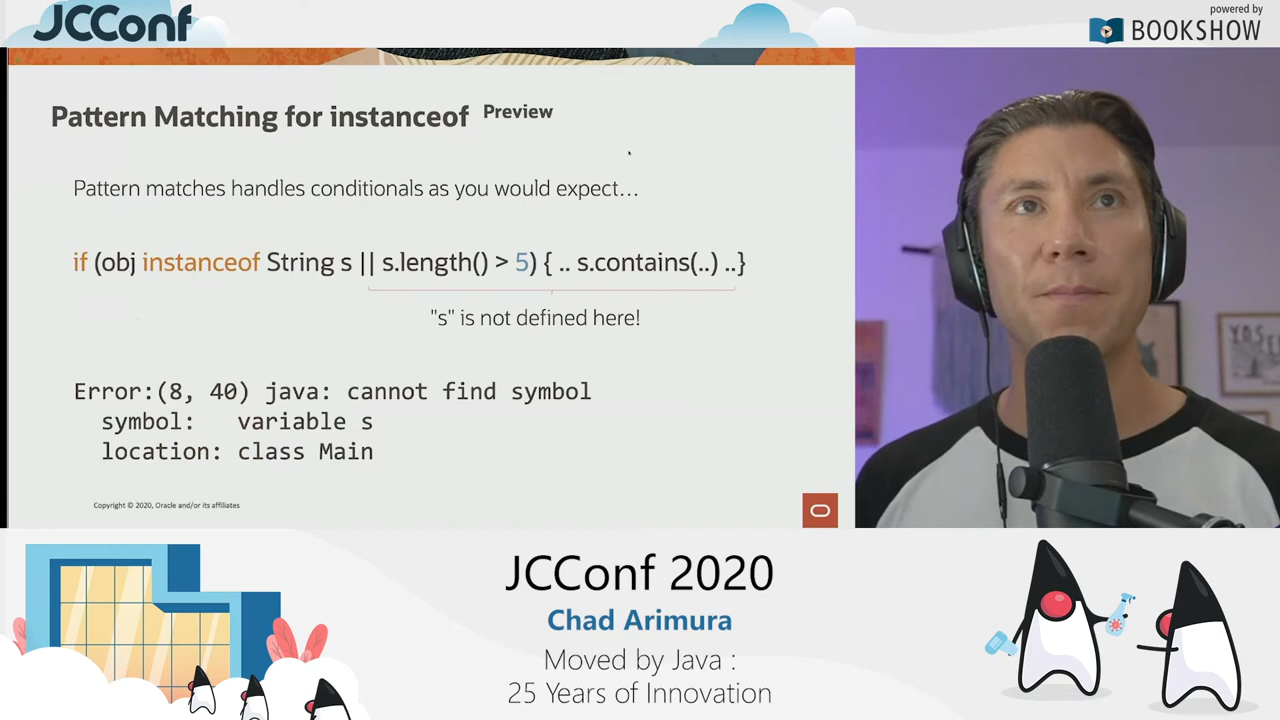 JCConf
powered by
BOOKSHOW
Pattern Matching for instanceof Preview
Pattern matches handles conditionals as you would expect…
if (obj instanceof String s || s.length() > 5) { .. s.contains(..) ..}
"s" is not defined here!
Error:(8, 40) java: cannot find symbol
symbol: variable s
location: class Main
Copyright © 2020, Oracle and/or its affiliates
JCConf 2020
Chad Arimura
Moved by Java :
25 Years of Innovation